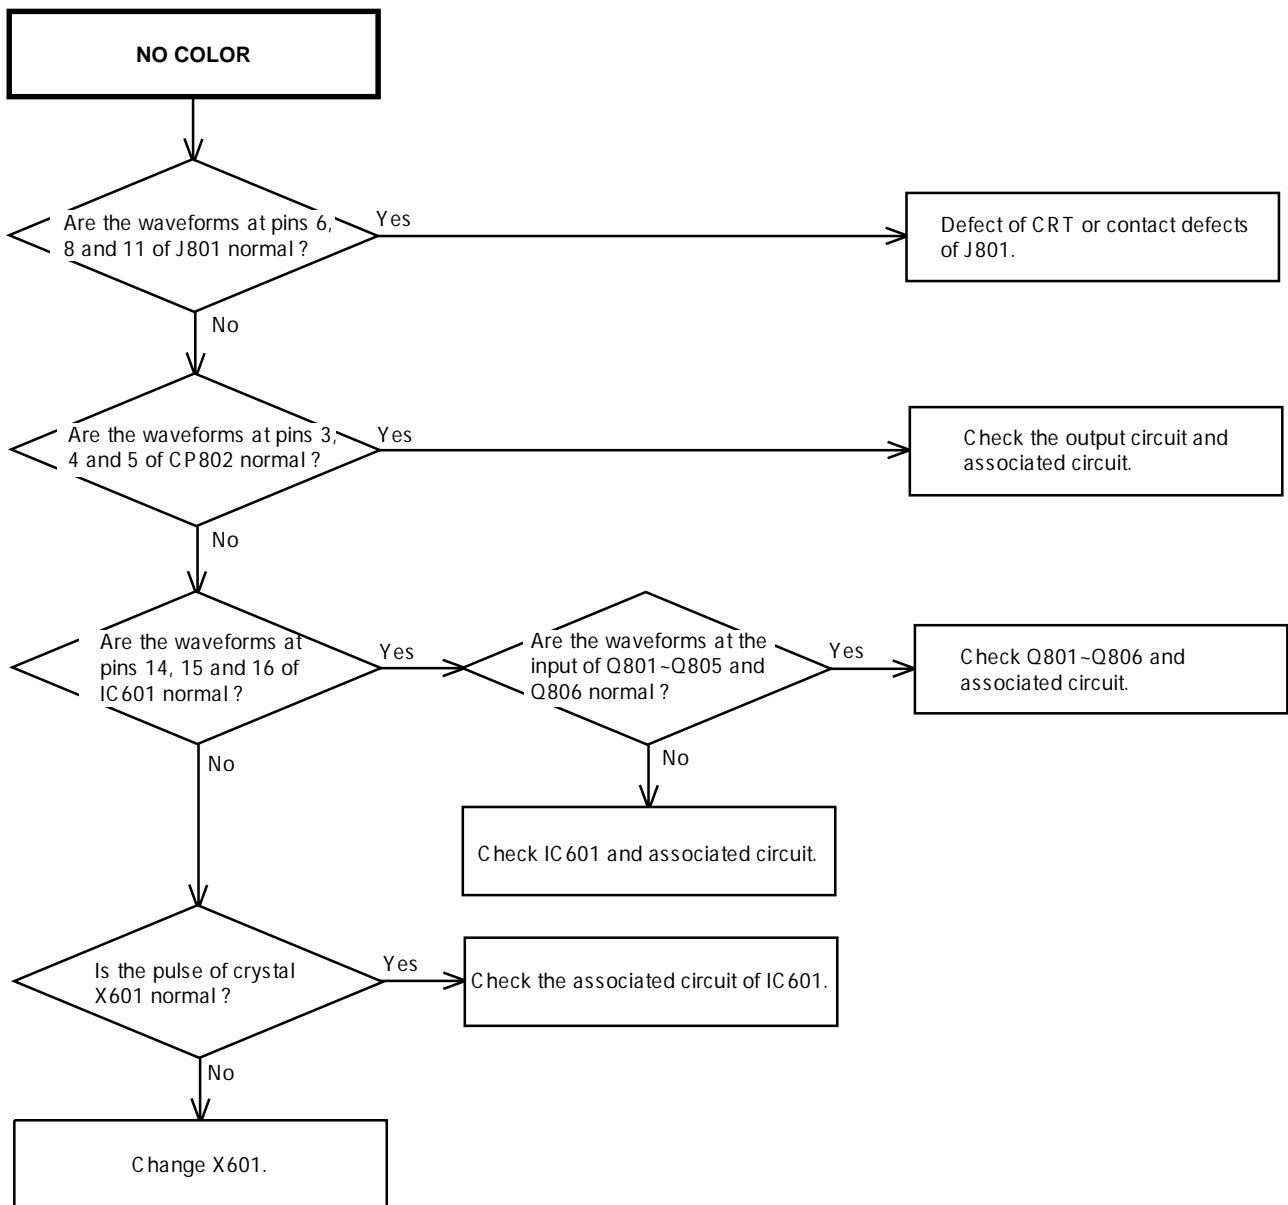 NO COLOR
Are the waveforms at pins 6,
8 and 11 of J801 normal ?
Yes
Defect of CRT or contact defects
of J801.
No
Are the waveforms at pins 3,
4 and 5 of CP802 normal ?
Yes
Check the output circuit and
associated circuit.
No
Are the waveforms at
pins 14, 15 and 16 of
IC601 normal ?
Yes
Are the waveforms at the
input of Q801~Q805 and
Q806 normal ?
Yes
Check Q801~Q806 and
associated circuit.
No
No
Check IC601 and associated circuit.
Is the pulse of crystal
X601 normal ?
Yes
Check the associated circuit of IC601.
No
Change X601.